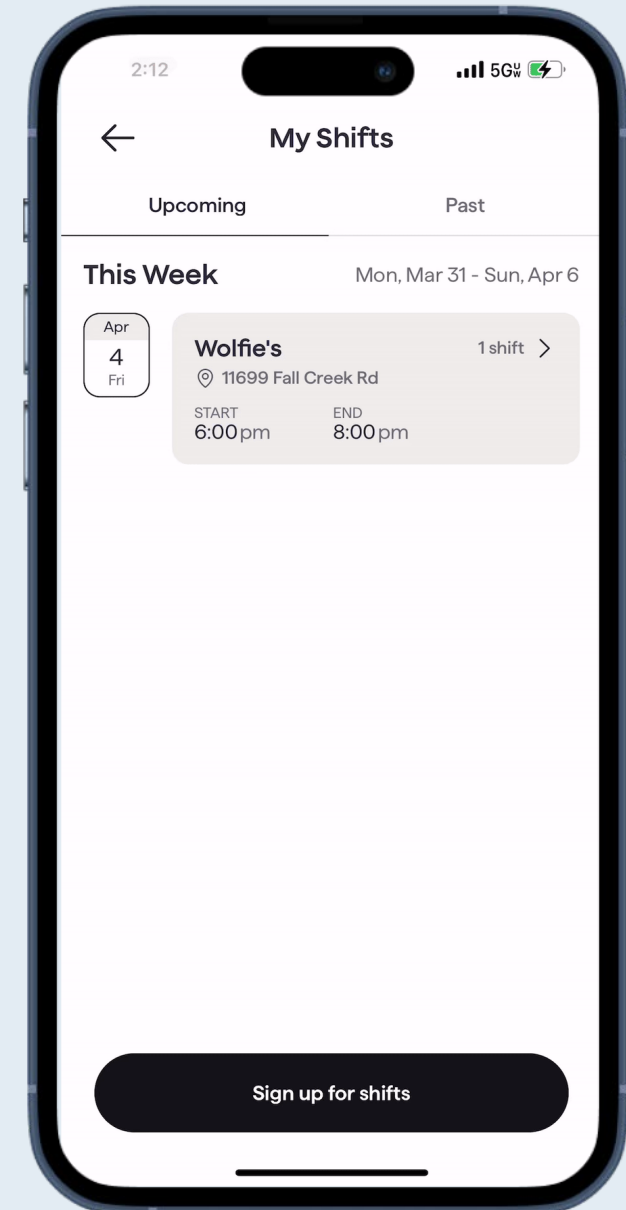 2:12 5G UW
My Shifts
Upcoming Past
This Week Mon, Mar 31 - Sun, Apr 6
Apr
4
Fri
Wolfie's 1 shift
11699 Fall Creek Rd
START END
6:00 pm 8:00 pm
Sign up for shifts